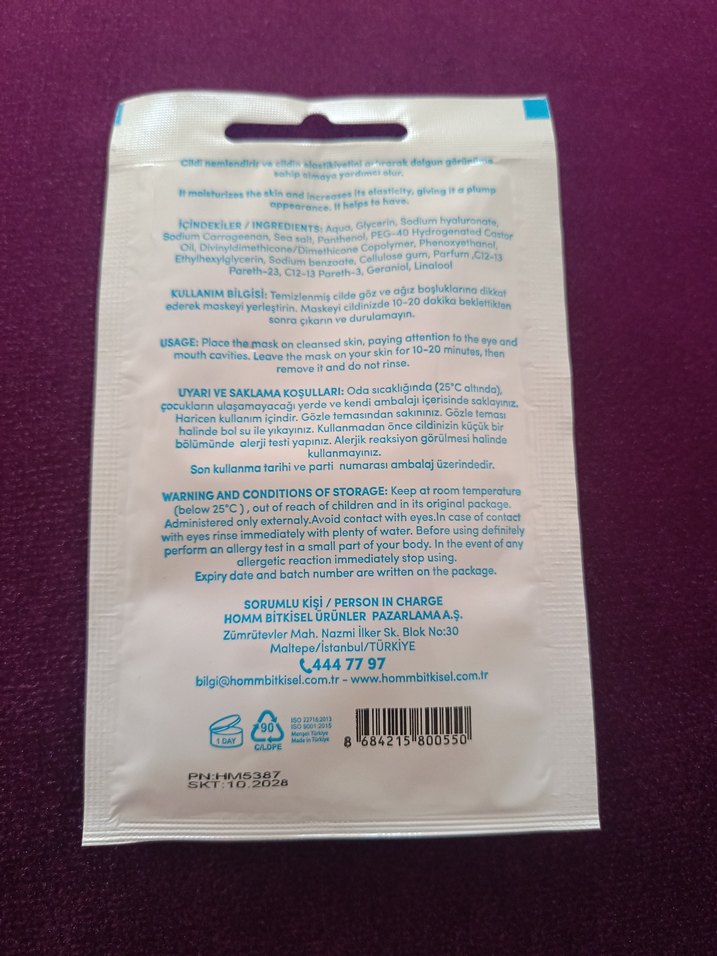 Cildi nemlendirir ve cildin elastikiyetini artırarak dolgun görünüme
sahip olmaya yardımcı olur.
It moisturizes the skin and increases its elasticity, giving it a plump
appearance. It helps to have.
İÇİNDEKİLER / INGREDIENTS: Aqua, Glycerin, Sodium hyaluronate,
Sodium Carrageenan, Sea salt, Panthenol, PEG-40 Hydrogenated Castor
Oil, Divinyldimethicone/Dimethicone Copolymer, Phenoxyethanol,
Ethylhexylglycerin, Sodium benzoate, Cellulose gum, Parfum ,C12-13
Pareth-23, C12-13 Pareth-3, Geraniol, Linalool
KULLANIM BİLGİSİ: Temizlenmiş cilde göz ve ağız boşluklarına dikkat
ederek maskeyi yerleştirin. Maskeyi cildinizde 10-20 dakika beklettikten
sonra çıkarın ve durulamayın.
USAGE: Place the mask on cleansed skin, paying attention to the eye and
mouth cavities. Leave the mask on your skin for 10-20 minutes, then
remove it and do not rinse.
UYARI VE SAKLAMA KOŞULLARI: Oda sıcaklığında (25°C altında),
çocukların ulaşamayacağı yerde ve kendi ambalajı içerisinde saklayınız.
Haricen kullanım içindir. Gözle temasından sakınınız. Gözle teması
halinde bol su ile yıkayınız. Kullanmadan önce cildinizin küçük bir
bölümünde alerji testi yapınız. Alerjik reaksiyon görülmesi halinde
kullanmayınız.
Son kullanma tarihi ve parti numarası ambalaj üzerindedir.
WARNING AND CONDITIONS OF STORAGE: Keep at room temperature
(below 25°C ) , out of reach of children and in its original package.
Administered only externaly.Avoid contact with eyes.In case of contact
with eyes rinse immediately with plenty of water. Before using definitely
perform an allergy test in a small part of your body. In the event of any
allergetic reaction immediately stop using.
Expiry date and batch number are written on the package.
SORUMLU KİŞİ / PERSON IN CHARGE
HOMM BITKISEL ÜRÜNLER PAZARLAMA A.Ş.
Zümrütevler Mah. Nazmi İlker Sk. Blok No:30
Maltepe/İstanbul/TÜRKİYE
444 77 97
bilgi@hommbitkisel.com.tr - www.hommbitkisel.com.tr
1 DAY
90
C/LDPE
ISO 22716:2013
ISO 9001:2015
Menşei: Türkiye
Made in Türkiye
8 684215 800550
PN:HM5387
SKT:10.2028